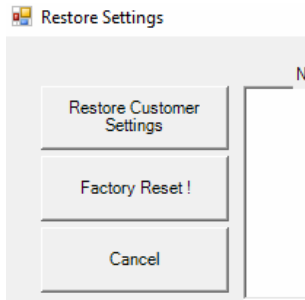 Restore Settings
N
Restore Customer
Settings
Factory Reset !
Cancel